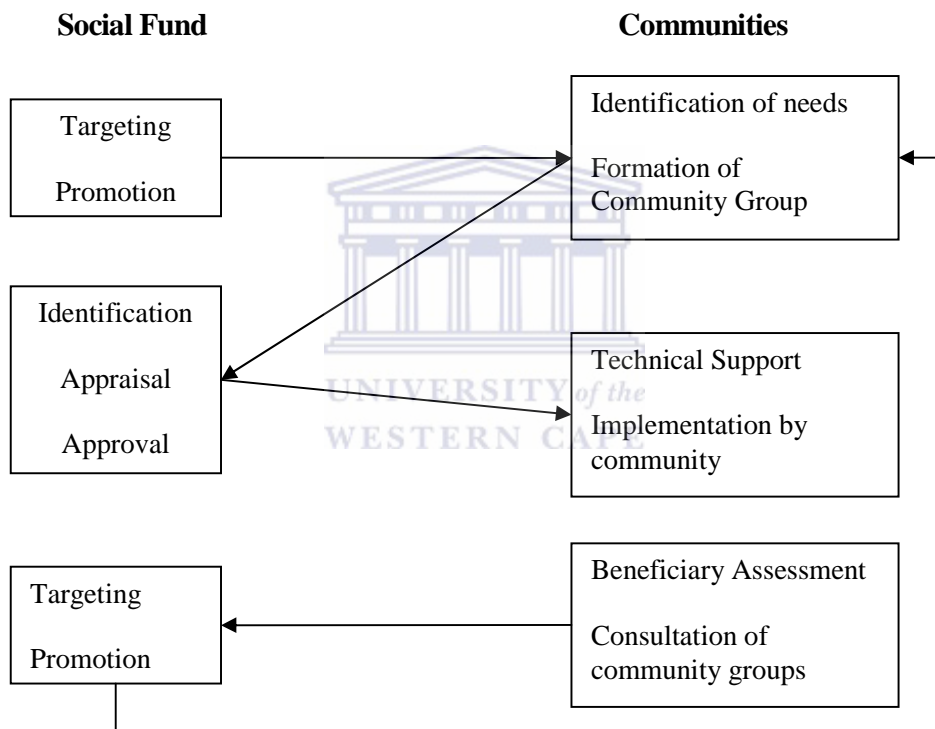 Social Fund
Communities
Targeting
Promotion
Identification of needs
Formation of
Community Group
Identification
Appraisal
Approval
Technical Support
Implementation by
community
Targeting
Promotion
Beneficiary Assessment
Consultation of
community groups
UNIVERSITY of the
WESTERN CAPE